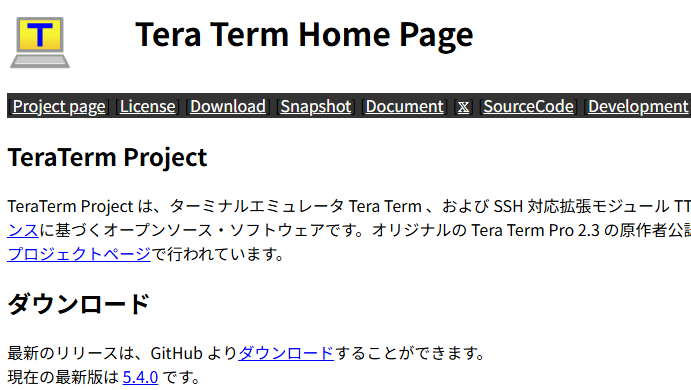 T
Tera Term Home Page
[Project page] [License] [Download] [Snapshot] [Document] [𝕏] [SourceCode] [Development
TeraTerm Project
TeraTerm Project は、ターミナルエミュレータ Tera Term 、および SSH 対応拡張モジュール TT
ンスに基づくオープンソース・ソフトウェアです。オリジナルの Tera Term Pro 2.3 の原作者公認
プロジェクトページで行われています。
ダウンロード
最新のリリースは、GitHub よりダウンロードすることができます。
現在の最新版は 5.4.0 です。